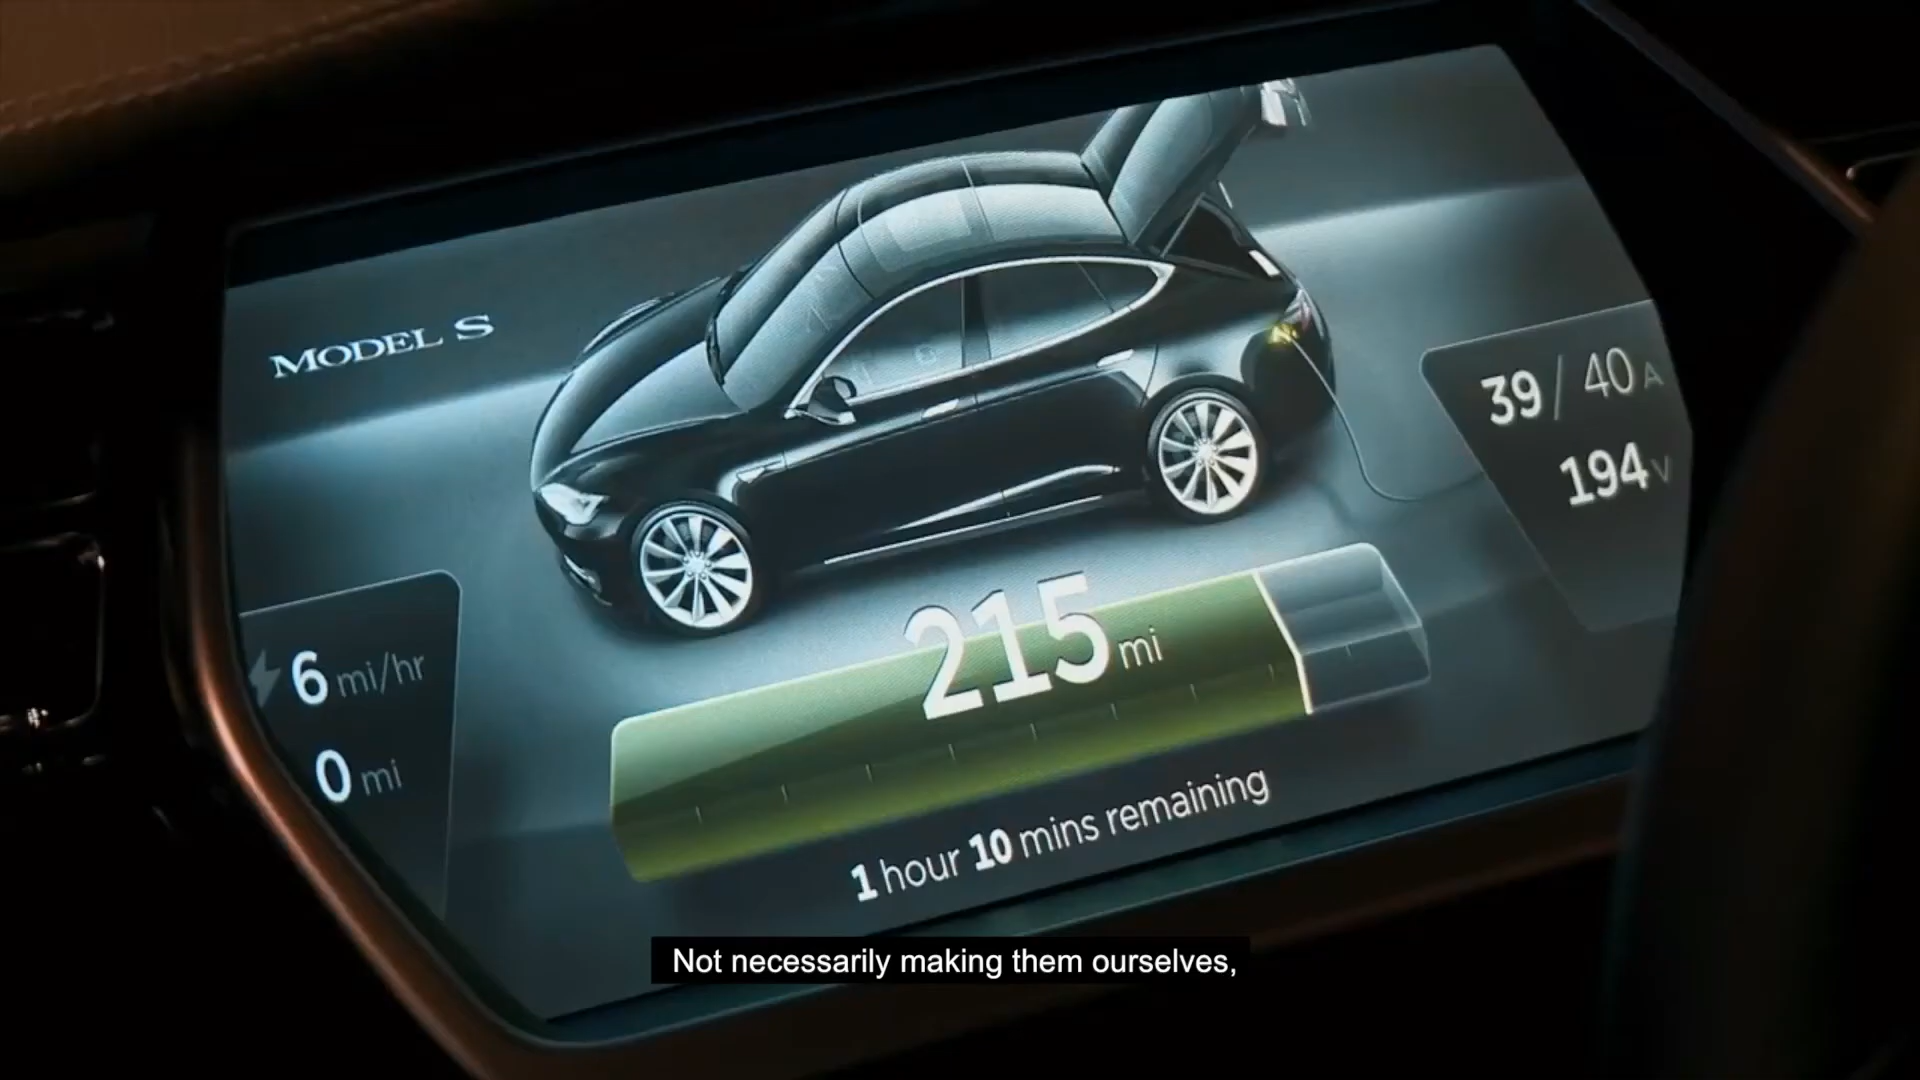 MODEL S
39 / 40 A
194 V
6 mi/hr
0 mi
215 mi
1 hour 10 mins remaining
Not necessarily making them ourselves,